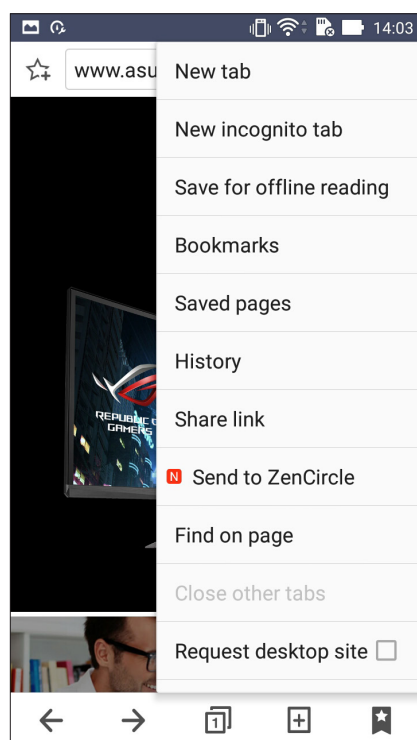 14:03
www.asu
New tab
New incognito tab
Save for offline reading
Bookmarks
Saved pages
History
Share link
REPUBLIC O
GAMERS
N Send to ZenCircle
Find on page
Close other tabs
Request desktop site
1